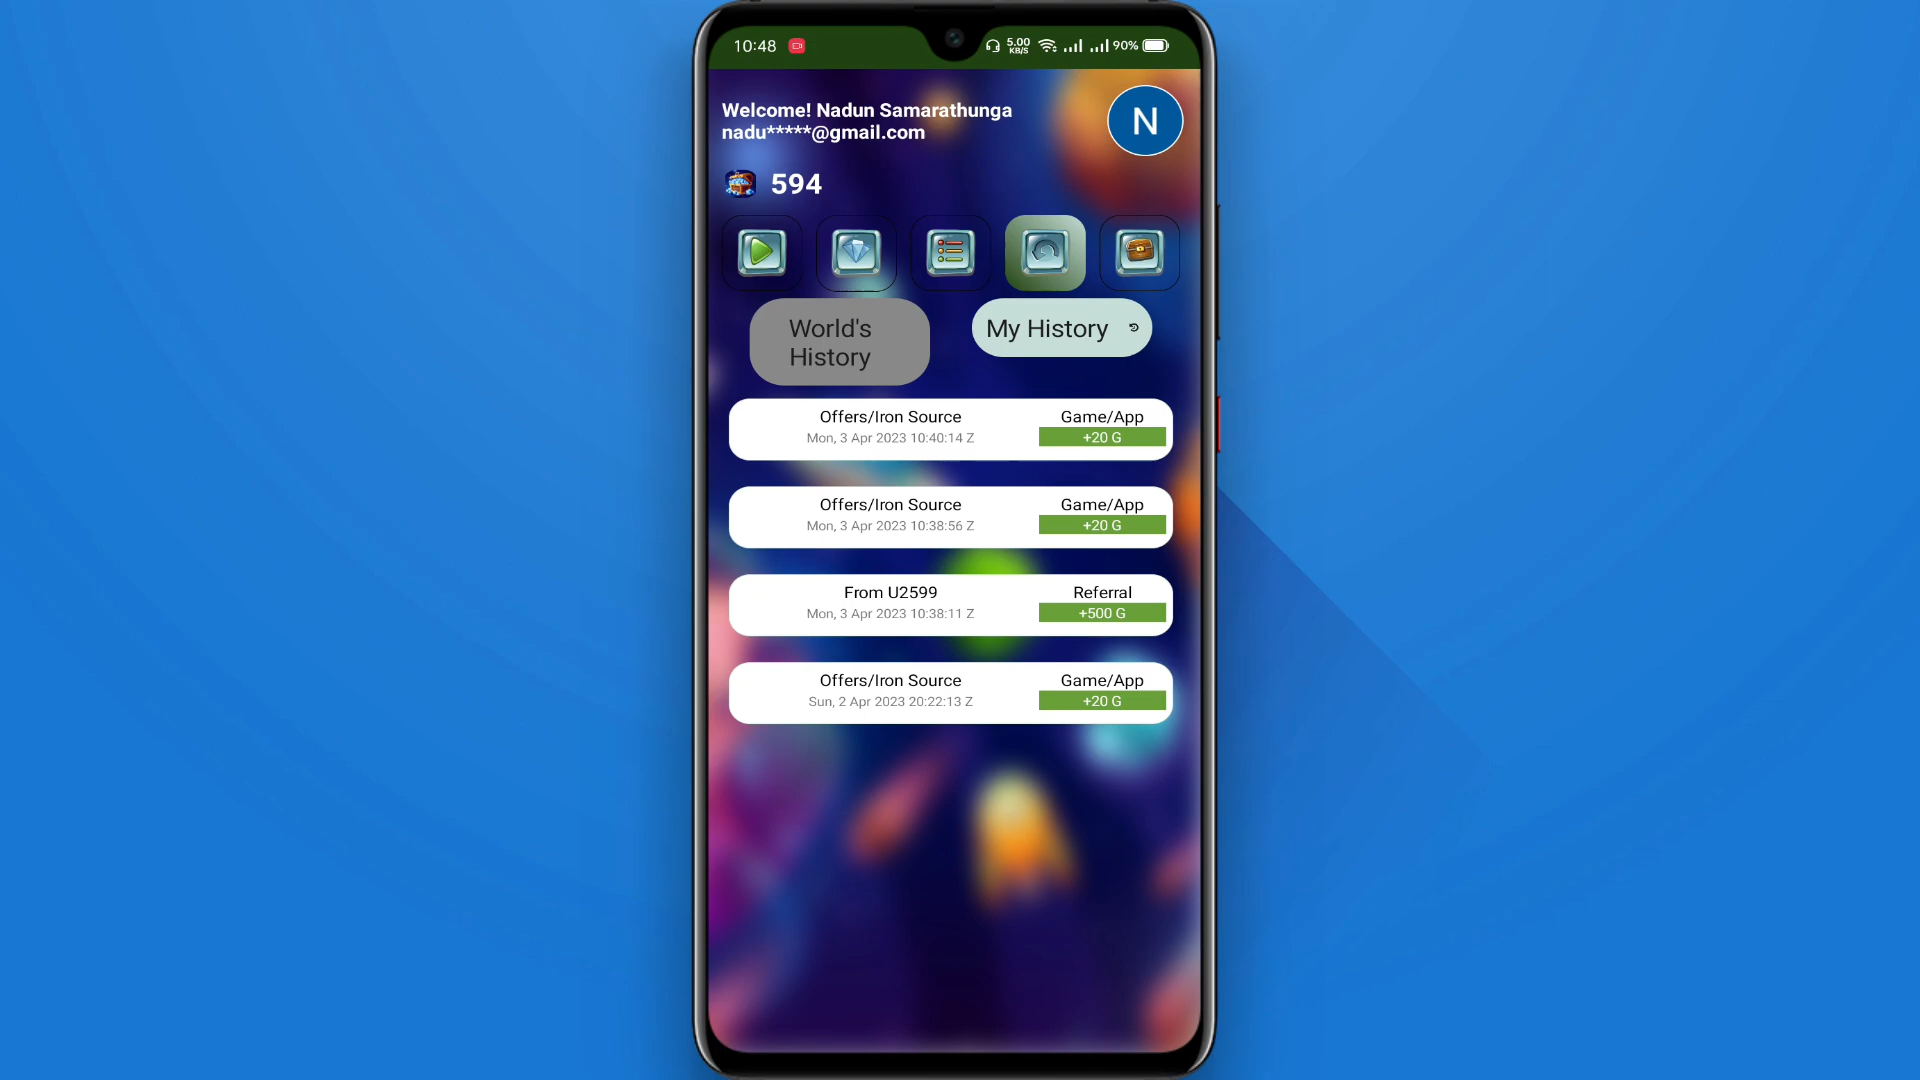 10:48
5.00
KB/S
90%
Welcome! Nadun Samarathunga
nadu*****@gmail.com
N
594
World's
History
My History
Offers/Iron Source
Game/App
Mon, 3 Apr 2023 10:40:14 Z
+20 G
Offers/Iron Source
Game/App
Mon, 3 Apr 2023 10:38:56 Z
+20 G
From U2599
Referral
Mon, 3 Apr 2023 10:38:11 Z
+500 G
Offers/Iron Source
Game/App
Sun, 2 Apr 2023 20:22:13 Z
+20 G